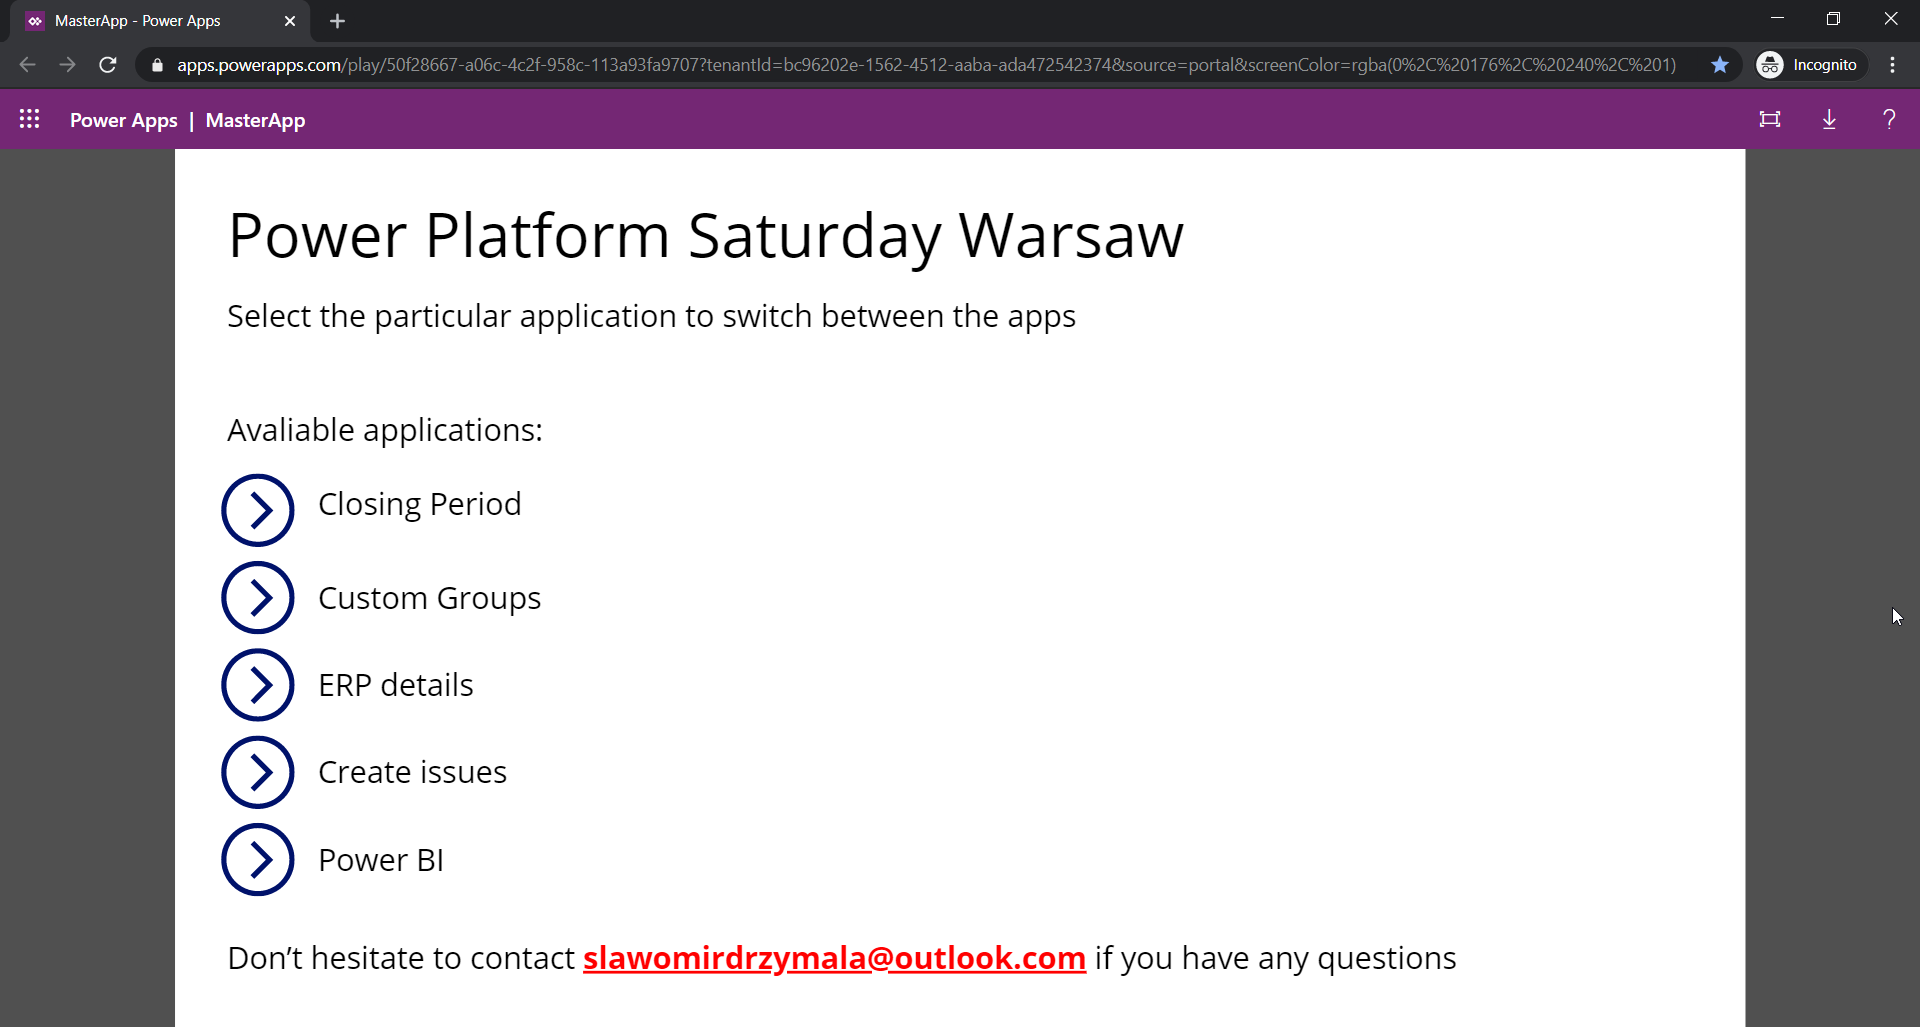 MasterApp - Power Apps
apps.powerapps.com/play/50f28667-a06c-4c2f-958c-113a93fa9707?tenantId=bc96202e-1562-4512-aaba-ada472542374&source=portal&screenColor=rgba(0%2C%20176%2C%20240%2C%201)
Incognito
Power Apps | MasterApp
Power Platform Saturday Warsaw
Select the particular application to switch between the apps
Avaliable applications:
Closing Period
Custom Groups
ERP details
Create issues
Power BI
Don't hesitate to contact slawomirdrzymala@outlook.com if you have any questions